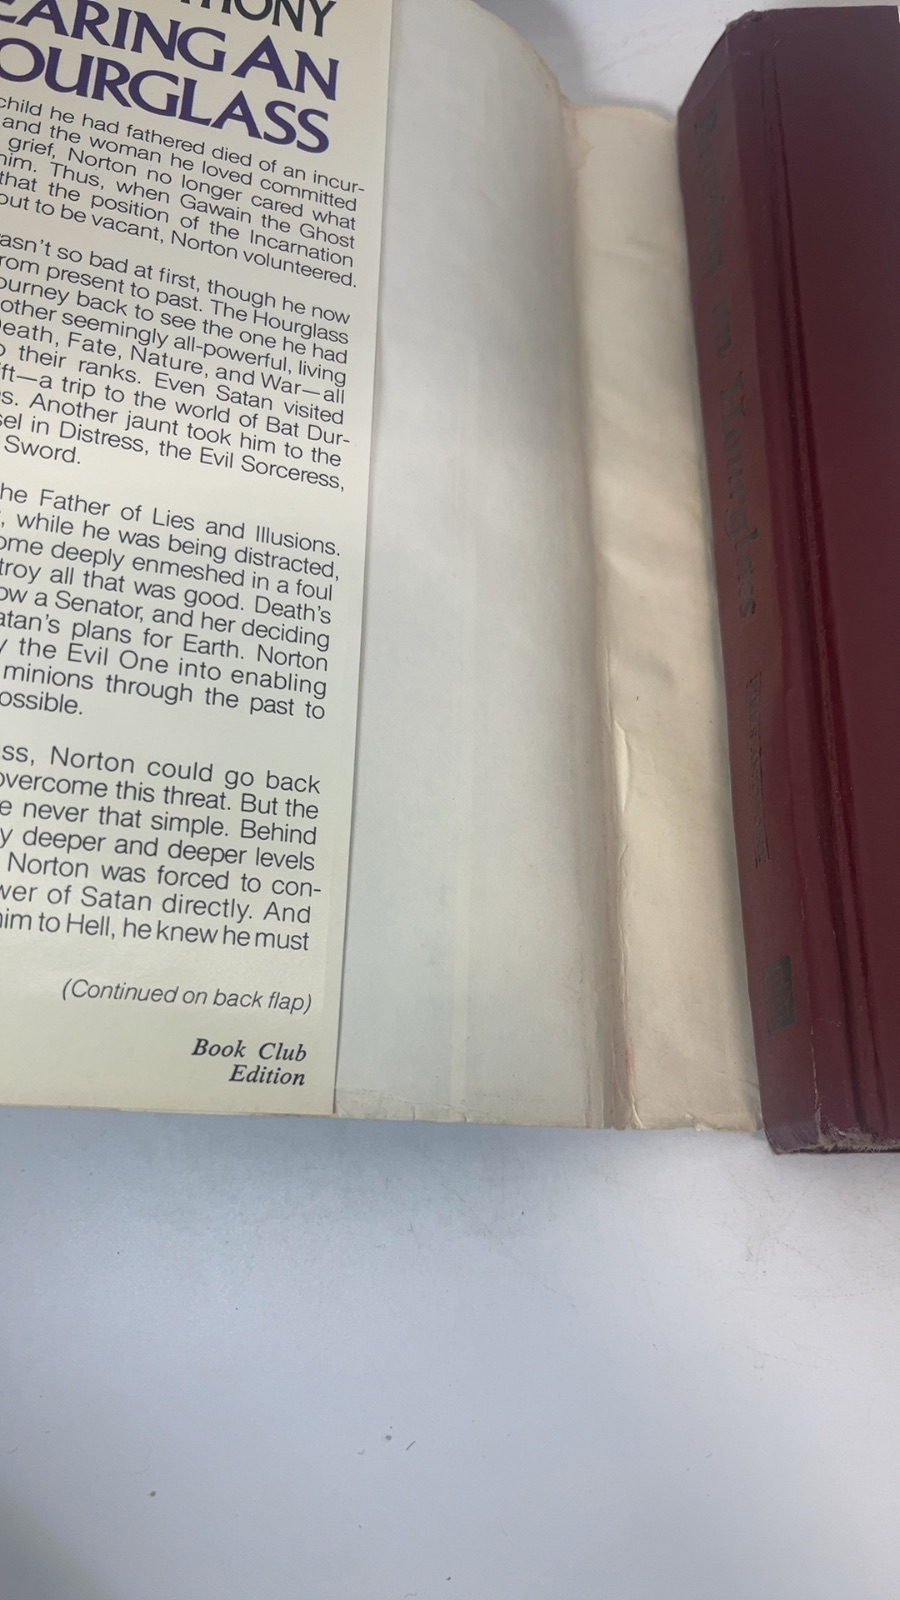 HONY
EARING AN
OURGLASS
child he had fathered died of an incur-
and the woman he loved committed
grief, Norton no longer cared what
him. Thus, when Gawain the Ghost
that the position of the Incarnation
out to be vacant, Norton volunteered.
asn't so bad at first, though he now
rom present to past. The Hourglass
ourney back to see the one he had
other seemingly all-powerful, living
Death, Fate, Nature, and War—all
o their ranks. Even Satan visited
ift—a trip to the world of Bat Dur-
s. Another jaunt took him to the
sel in Distress, the Evil Sorceress,
Sword.
he Father of Lies and Illusions.
, while he was being distracted,
ome deeply enmeshed in a foul
troy all that was good. Death's
ow a Senator, and her deciding
atan's plans for Earth. Norton
y the Evil One into enabling
minions through the past to
ossible.
ss, Norton could go back
overcome this threat. But the
e never that simple. Behind
y deeper and deeper levels
Norton was forced to con-
wer of Satan directly. And
him to Hell, he knew he must
(Continued on back flap)
Book Club
Edition
Bearing an Hourglass